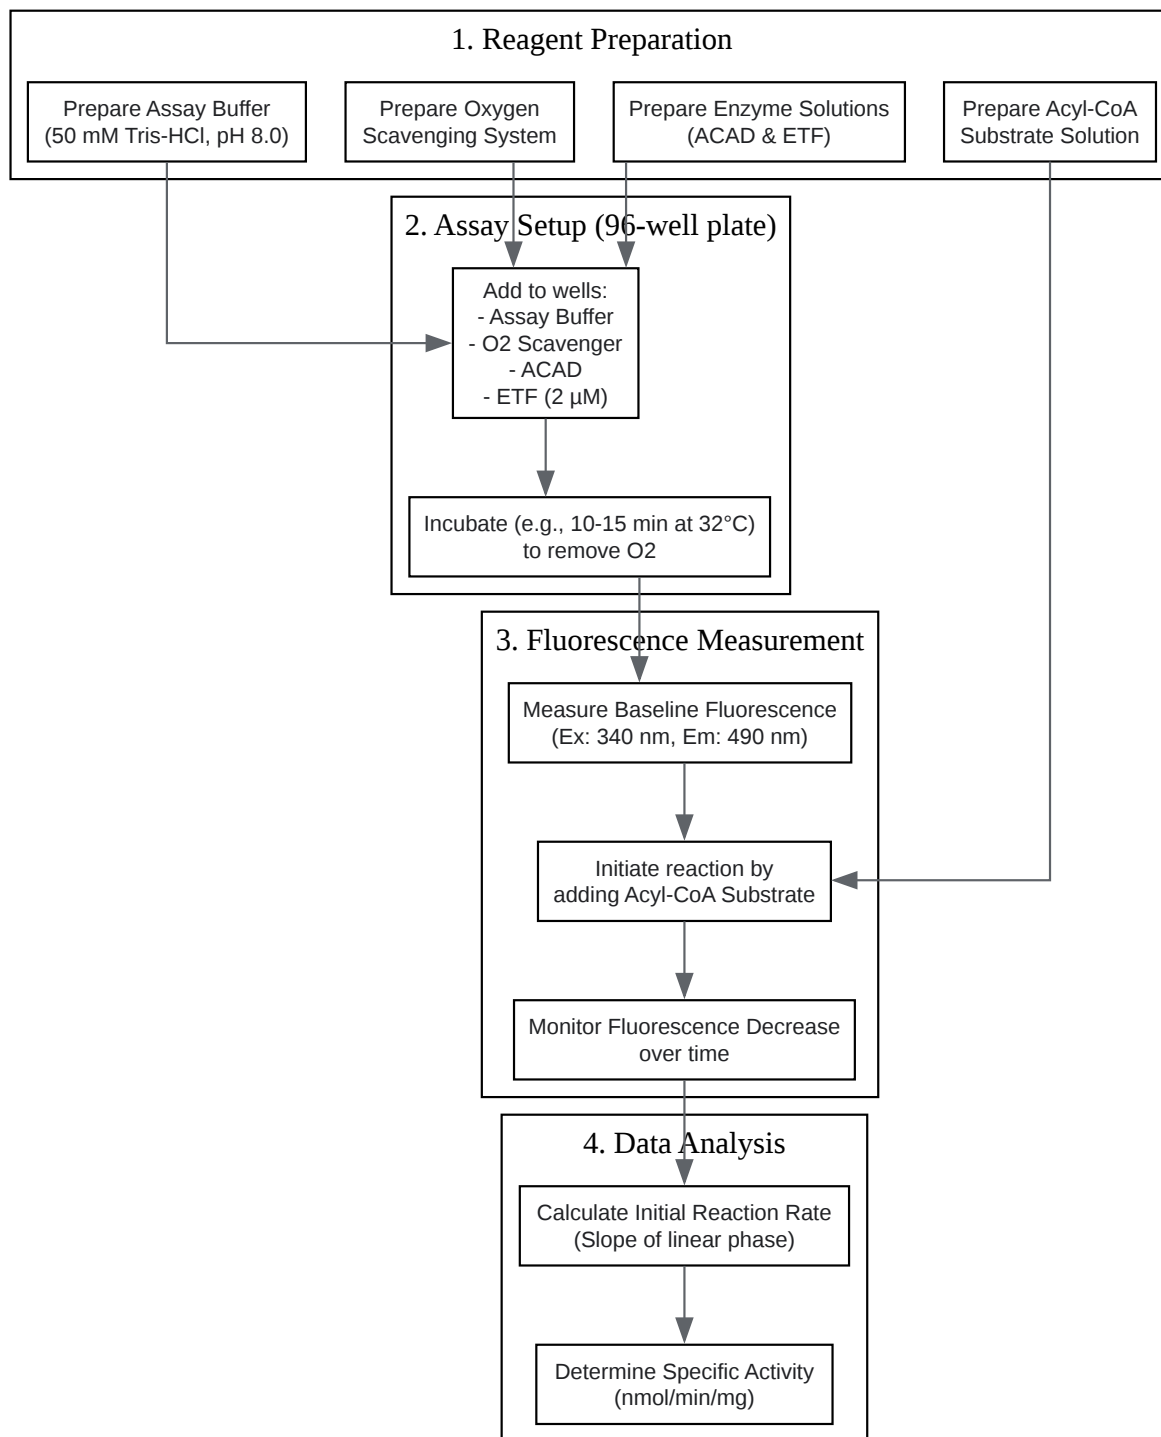 1. Reagent Preparation
Prepare Assay Buffer
(50 mM Tris-HCl, pH 8.0)
Prepare Oxygen
Scavenging System
Prepare Enzyme Solutions
(ACAD & ETF)
Prepare Acyl-CoA
Substrate Solution
2. Assay Setup (96-well plate)
Add to wells:
- Assay Buffer
- O2 Scavenger
- ACAD
- ETF (2 µM)
Incubate (e.g., 10-15 min at 32°C)
to remove O2
3. Fluorescence Measurement
Measure Baseline Fluorescence
(Ex: 340 nm, Em: 490 nm)
Initiate reaction by
adding Acyl-CoA Substrate
Monitor Fluorescence Decrease
over time
4. Data Analysis
Calculate Initial Reaction Rate
(Slope of linear phase)
Determine Specific Activity
(nmol/min/mg)